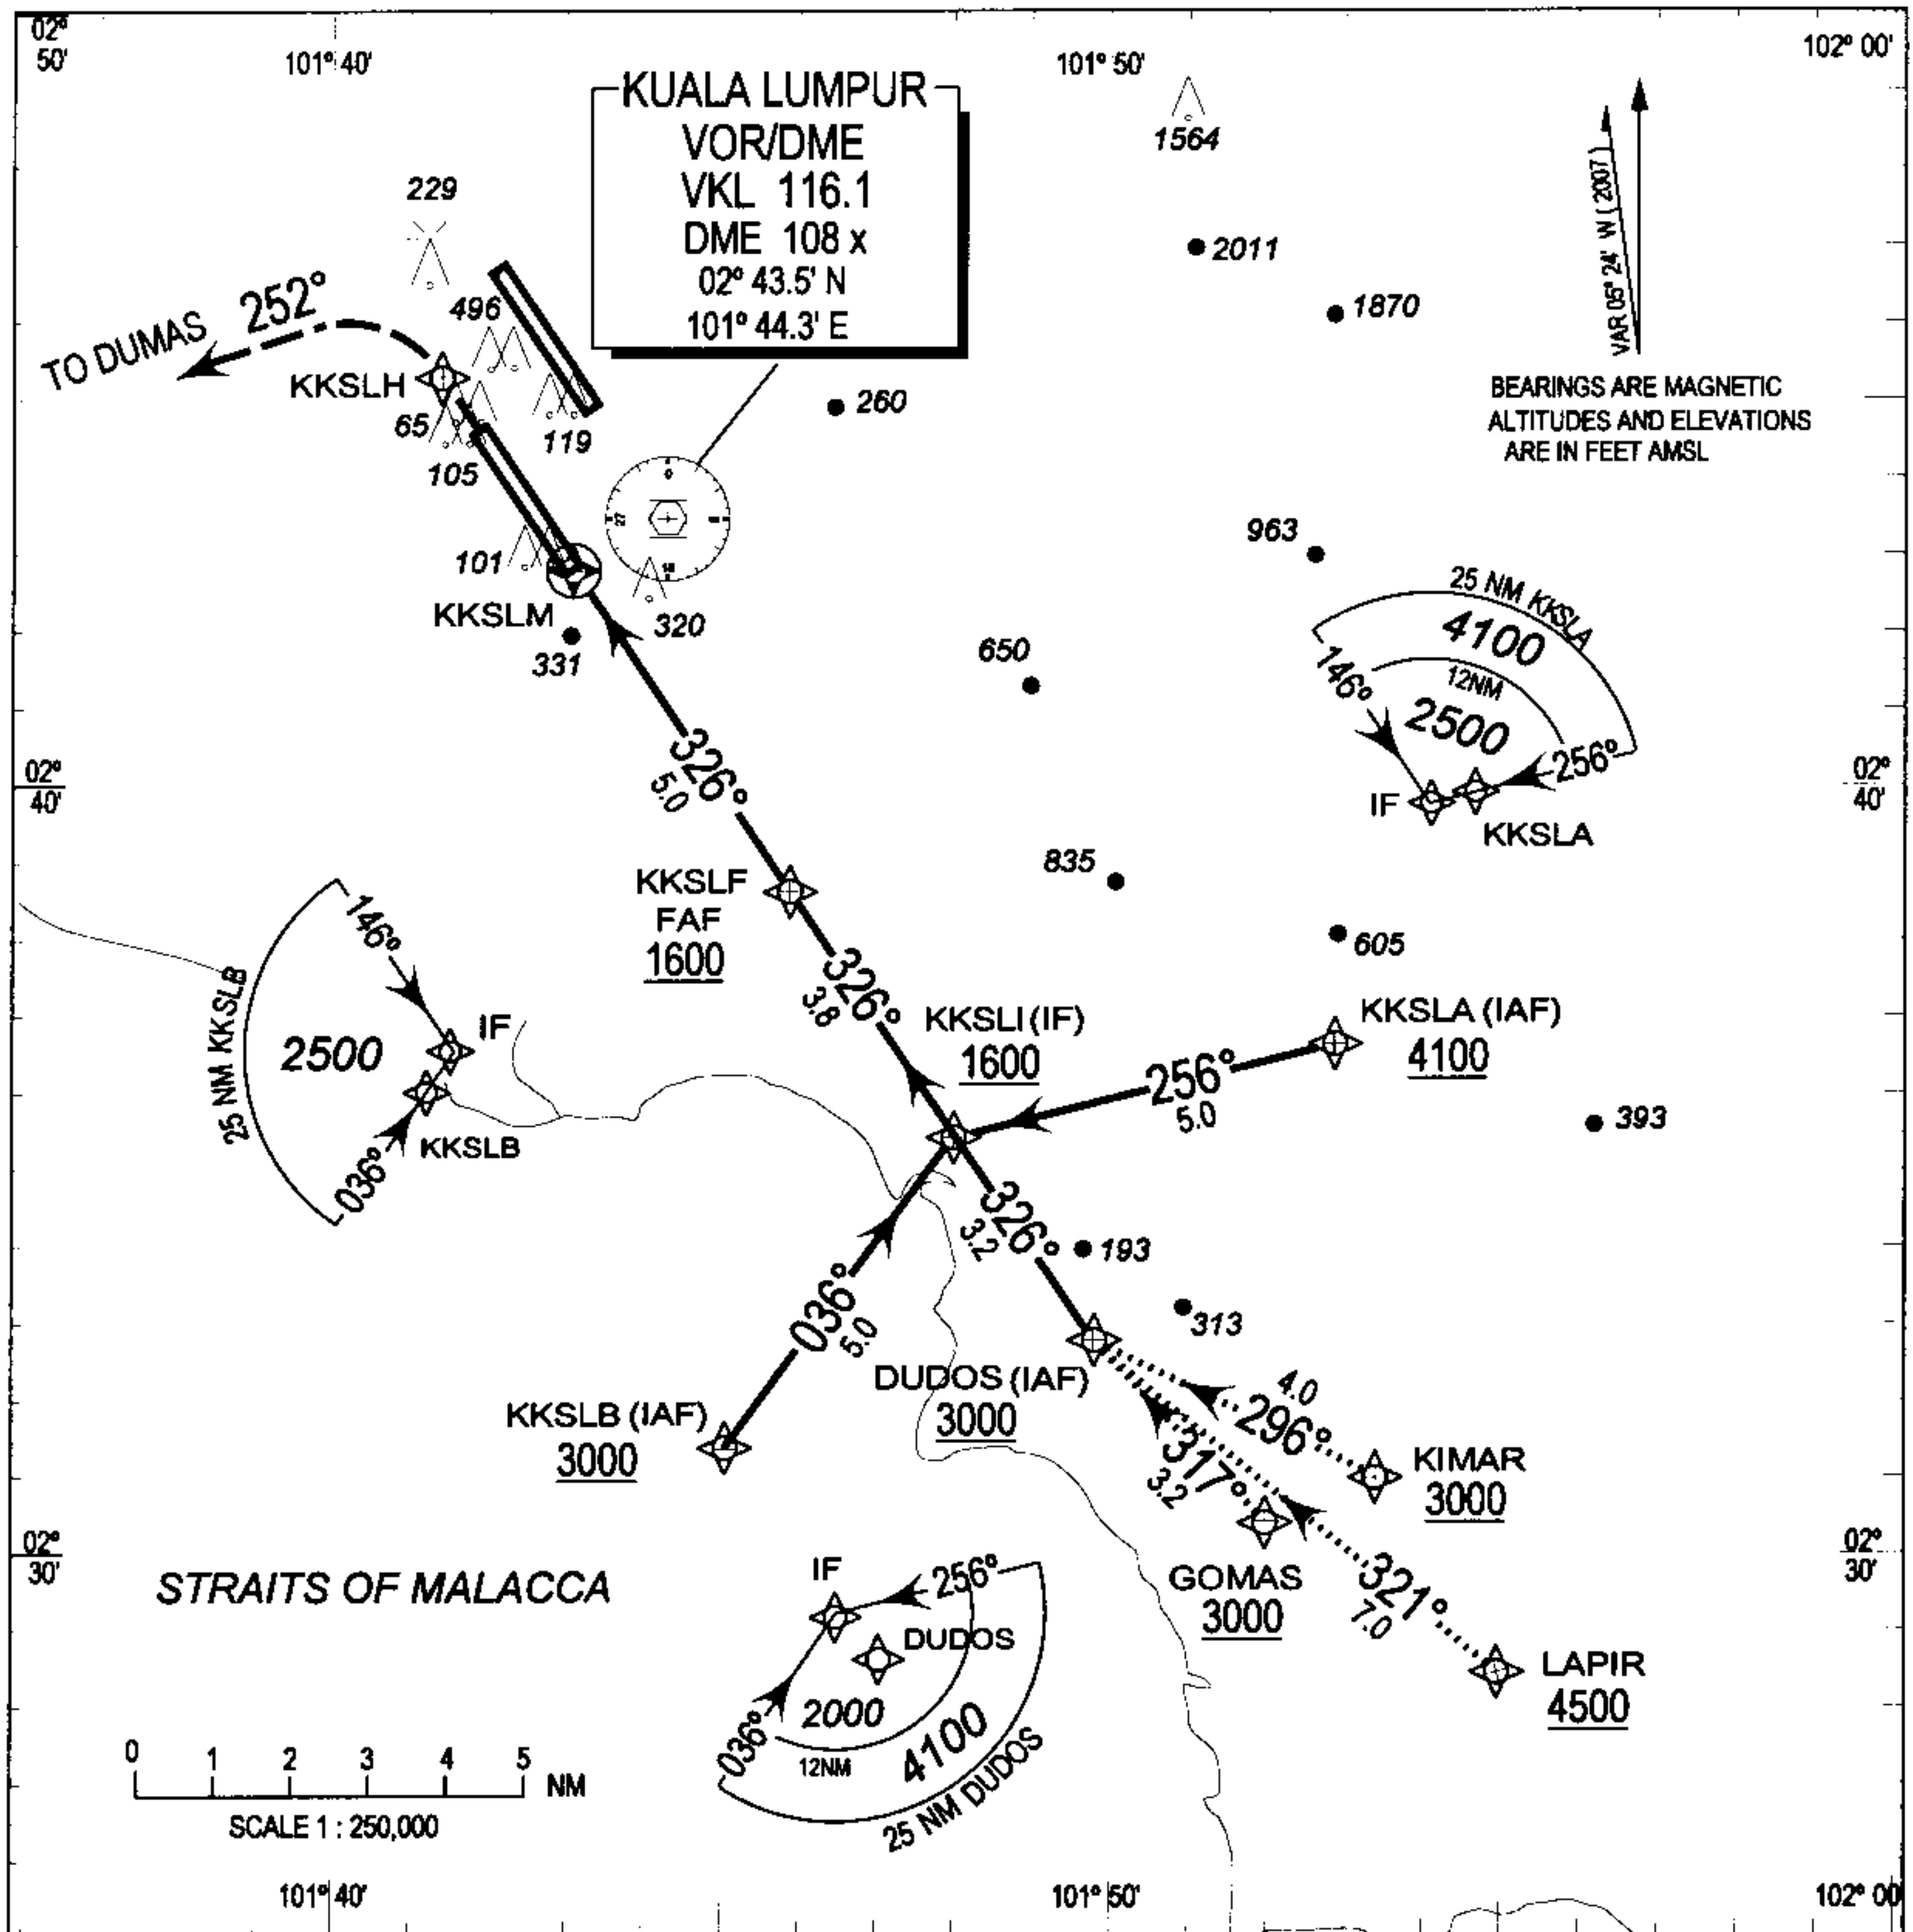 02°
50'
101° 40'
101° 50'
102° 00'
KUALA LUMPUR
VOR/DME
VKL 116.1
DME 108 x
02° 43.5' N
101° 44.3' E
1564
VAR 05° 24' W ( 2007 )
229
2011
1870
496
TO DUMAS 252°
KKSLH
BEARINGS ARE MAGNETIC
ALTITUDES AND ELEVATIONS
ARE IN FEET AMSL
260
65
119
105
0
27
18
101
963
KKSLM
320
331
650
25 NM KKSLA
4100
12NM
2500
146°
256°
IF
KKSLA
02°
40'
02°
40'
326°
5.0
KKSLF
FAF
1600
835
605
146°
25 NM KKSLB
2500
IF
KKSLB
036°
326°
3.8
KKSLI (IF)
1600
KKSLA (IAF)
4100
256°
5.0
393
326°
3.2
193
313
036°
5.0
DUDOS (IAF)
3000
KKSLB (IAF)
3000
4.0
296°
KIMAR
3000
317°
3.2
GOMAS
3000
321°
7.0
LAPIR
4500
02°
30'
02°
30'
STRAITS OF MALACCA
IF
256°
DUDOS
2000
036°
12NM
4100
25 NM DUDOS
0 1 2 3 4 5 NM
SCALE 1 : 250,000
101° 40'
101° 50'
102° 00'